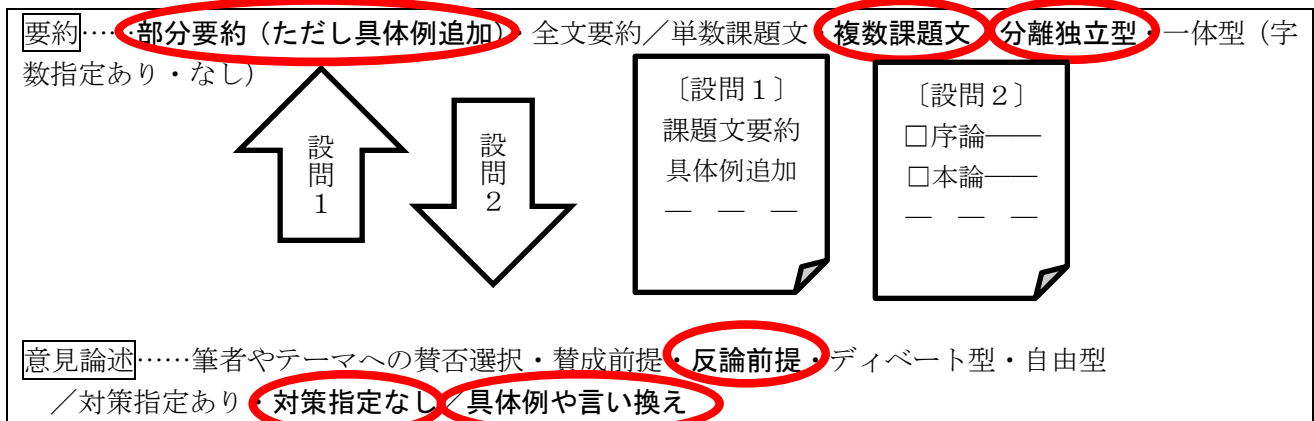 要約……部分要約（ただし具体例追加）・全文要約／単数課題文・複数課題文／分離独立型・一体型（字
数指定あり・なし）
設問１
設問２
〔設問１〕
課題文要約
具体例追加
― ― ―
〔設問２〕
□序論――
□本論――
― ― ―
意見論述……筆者やテーマへの賛否選択・賛成前提・反論前提・ディベート型・自由型
／対策指定あり・対策指定なし／具体例や言い換え